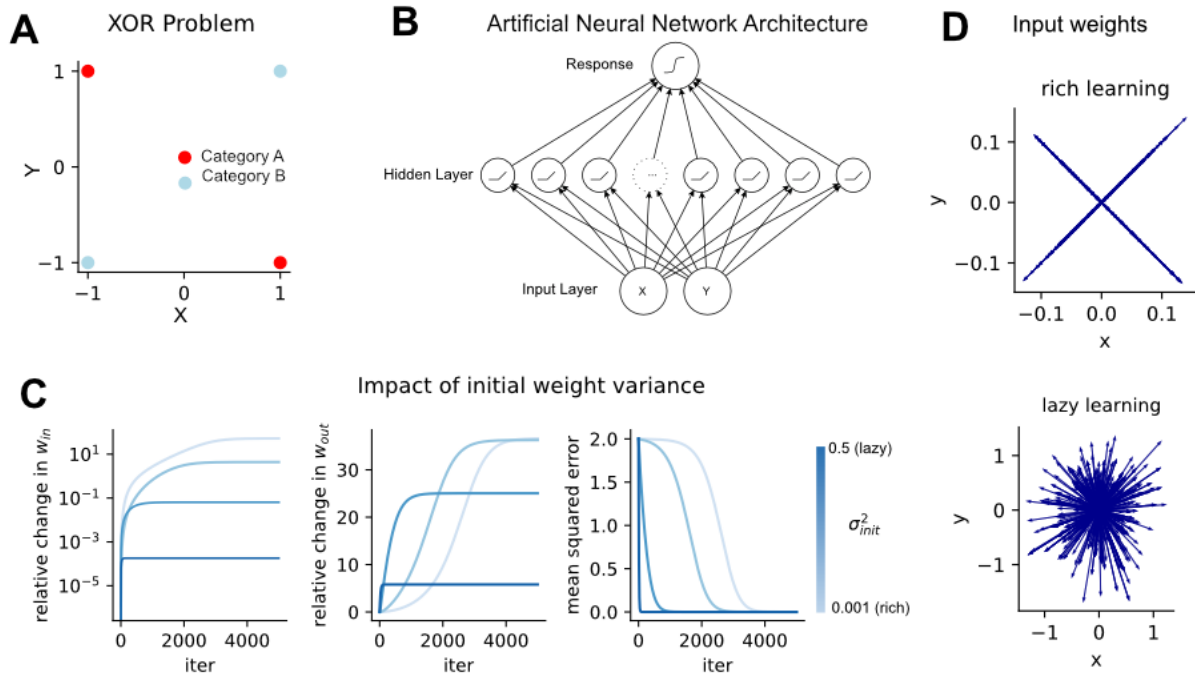 A
XOR Problem
Y
1
0
−1
Category A
Category B
−1
0
1
X
B
Artificial Neural Network Architecture
Response
Hidden Layer
...
Input Layer
X
Y
C
Impact of initial weight variance
relative change in w_in
10^1
10^−1
10^−3
10^−5
0
2000
4000
iter
relative change in w_out
30
20
10
0
0
2000
4000
iter
mean squared error
2.0
1.5
1.0
0.5
0.0
0
2000
4000
iter
0.5 (lazy)
σ²_init
0.001 (rich)
D
Input weights
rich learning
y
0.1
0.0
−0.1
−0.1
0.0
0.1
x
lazy learning
y
1
0
−1
−1
0
1
x